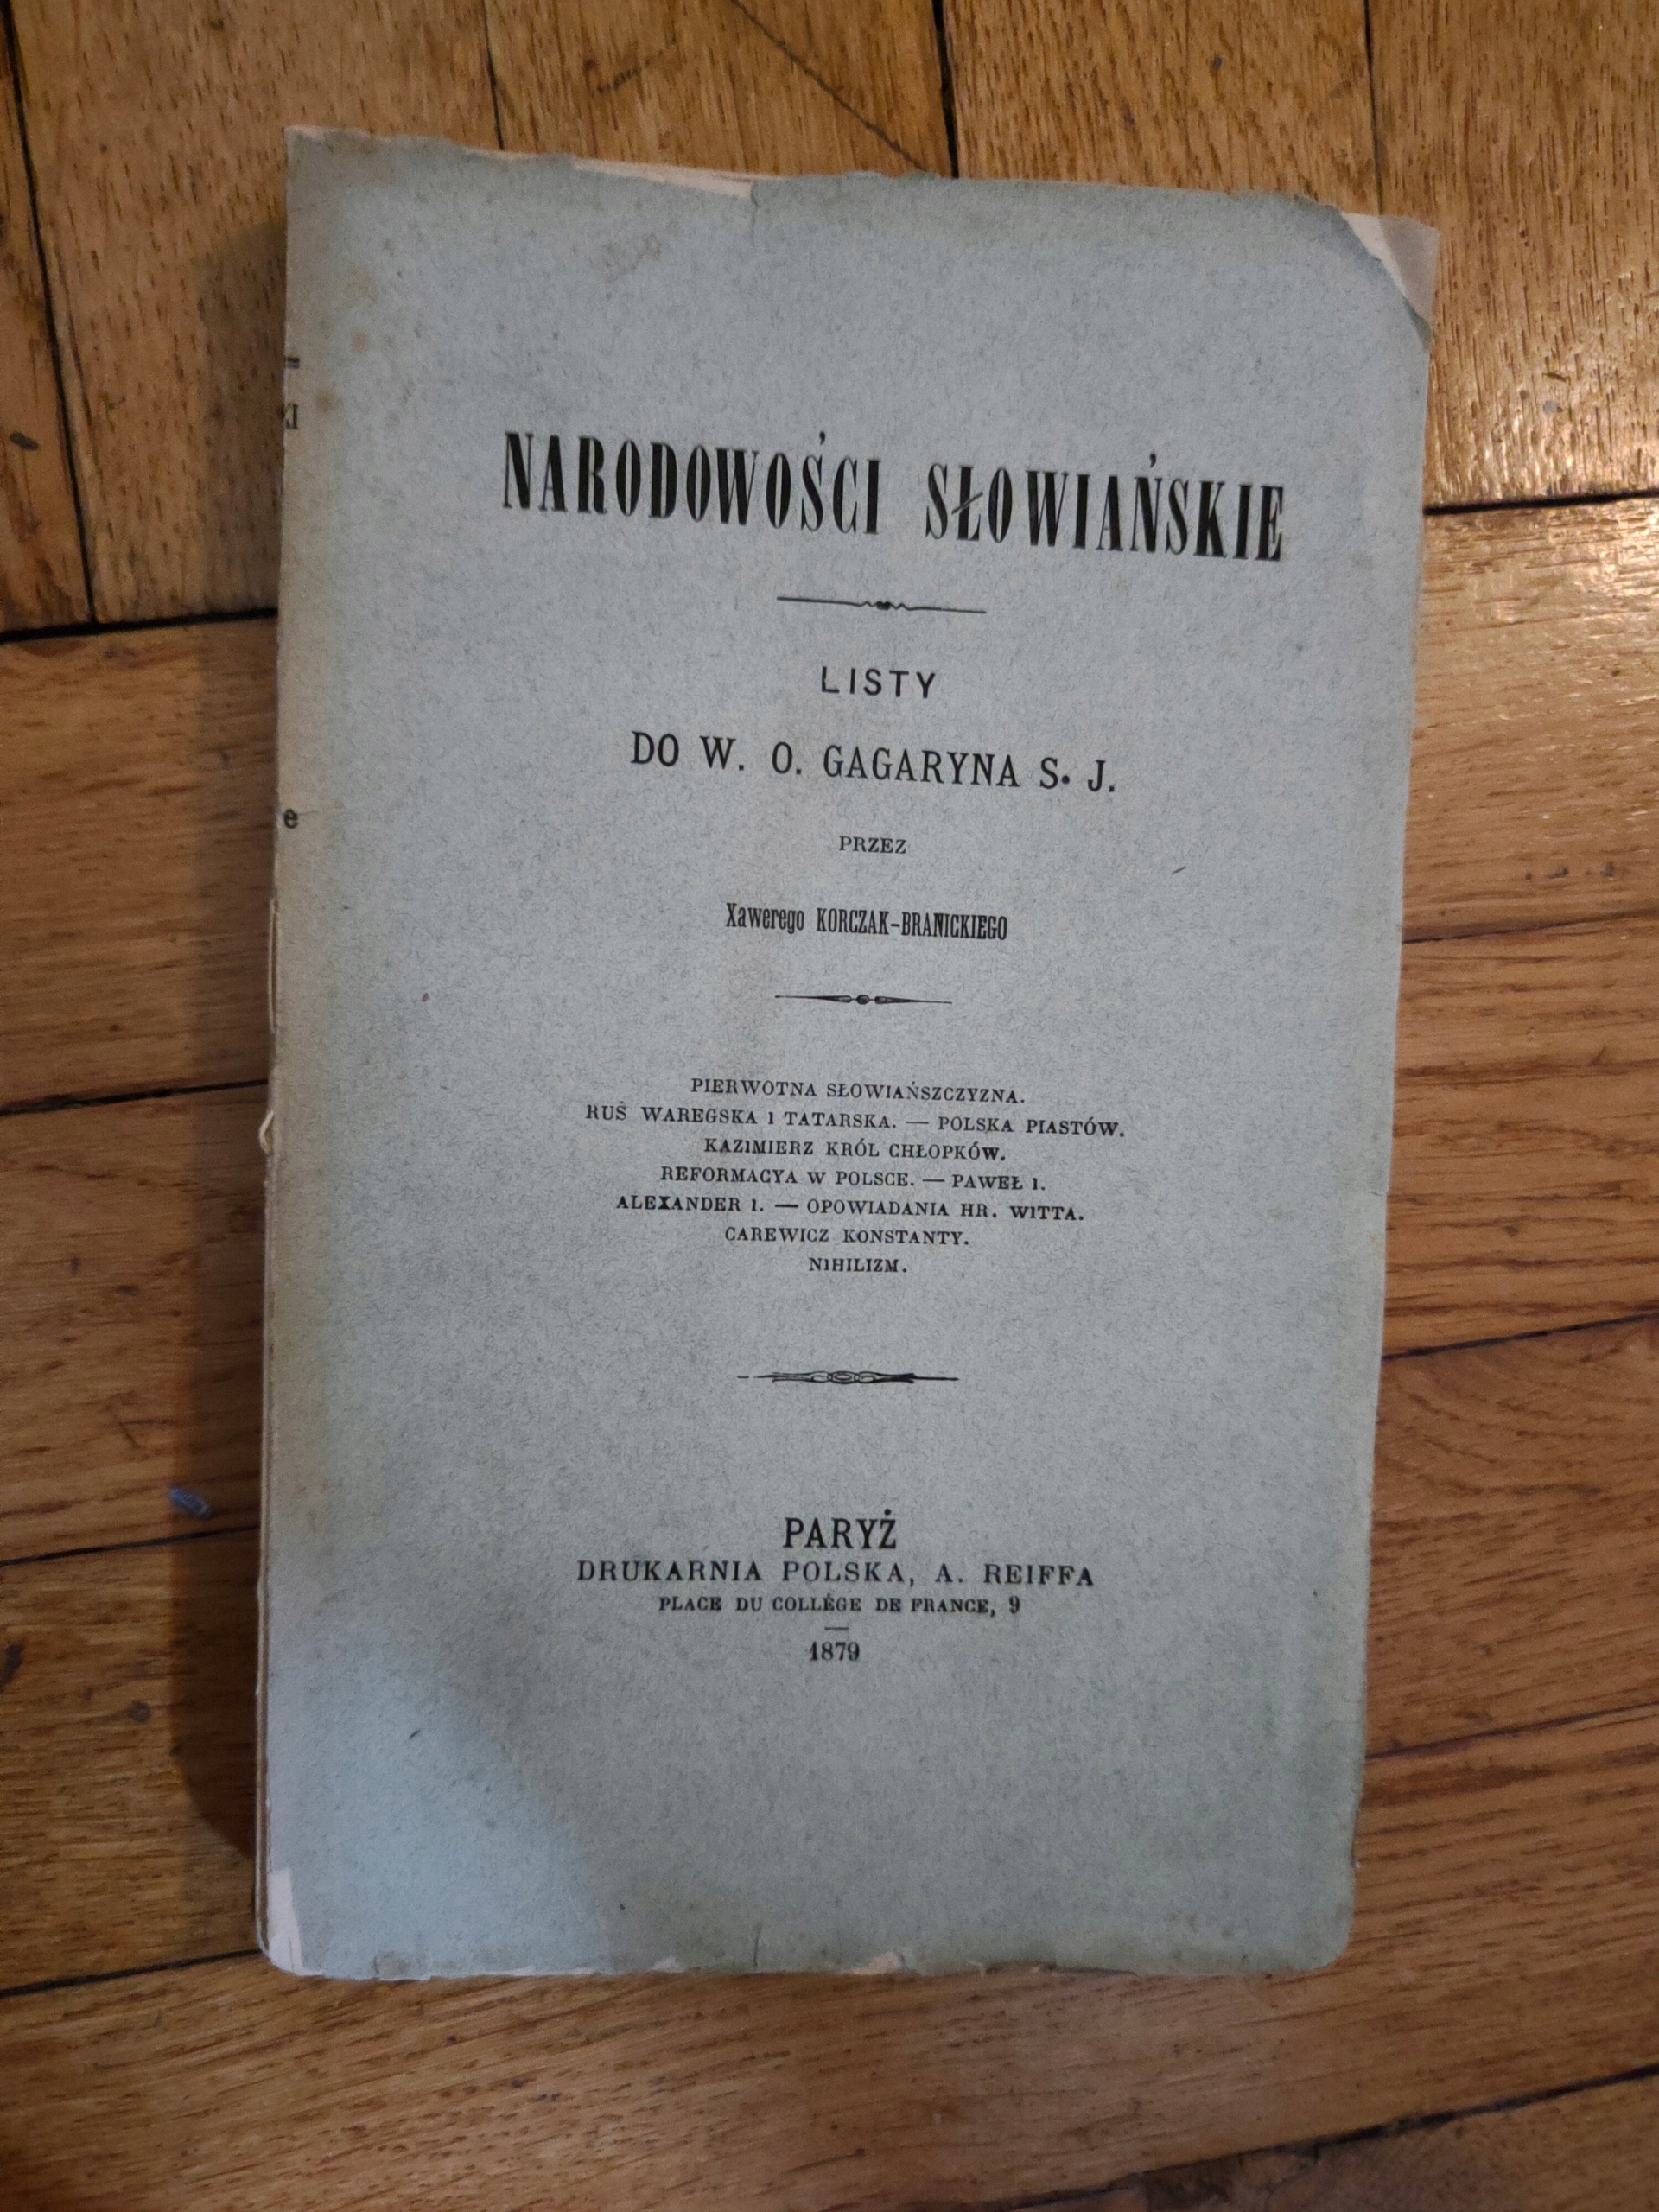 NARODOWOŚCI SŁOWIAŃSKIE
LISTY
DO W. O. GAGARYNA S. J.
PRZEZ
Xawerego KORCZAK-BRANICKIEGO
PIERWOTNA SŁOWIAŃSZCZYZNA.
RUŚ WAREGSKA I TATARSKA. — POLSKA PIASTÓW.
KAZIMIERZ KRÓL CHŁOPKÓW.
REFORMACYA W POLSCE. — PAWEŁ I.
ALEXANDER I. — OPOWIADANIA HR. WITTA.
CAREWICZ KONSTANTY.
NIHILIZM.
PARYŻ
DRUKARNIA POLSKA, A. REIFFA
PLACE DU COLLÉGE DE FRANCE, 9
1879